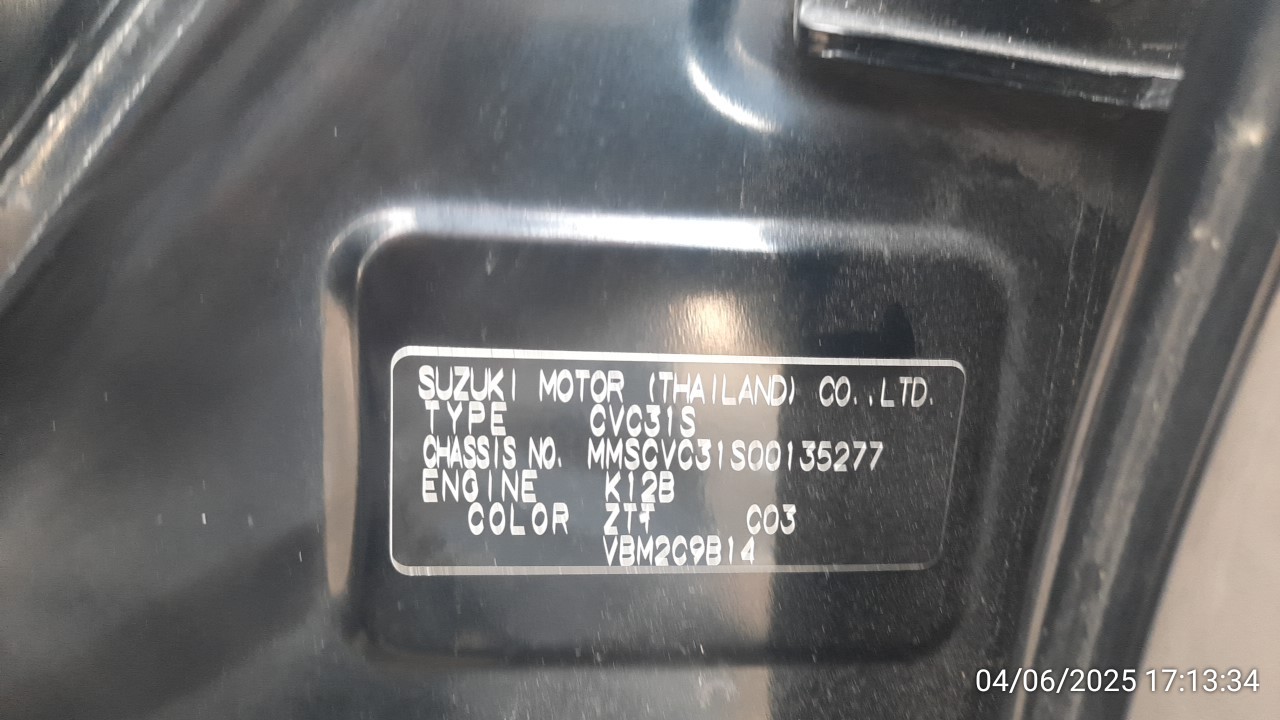 SUZUKI MOTOR (THAILAND) CO.,LTD.
TYPE CVC31S
CHASSIS NO. MMSCVC31S00135277
ENGINE K12B
COLOR C03
VBM2C9B14
04/06/2025 17:13:34